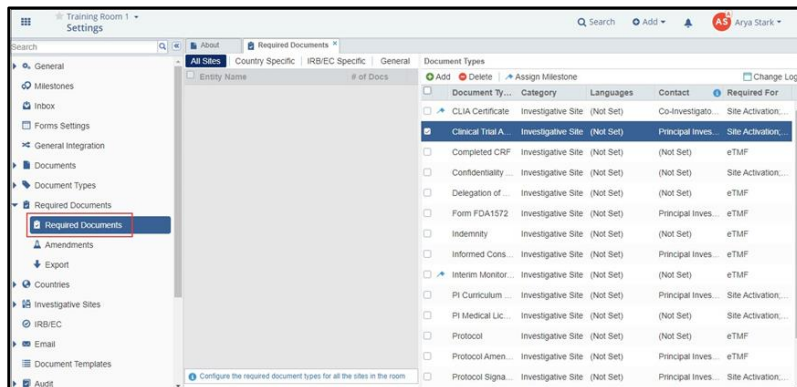 Training Room 1
Settings
Search
Add
AS
Arya Stark
Search
About
Required Documents
General
Milestones
Inbox
Forms Settings
General Integration
Documents
Document Types
Required Documents
Required Documents
Amendments
Export
Countries
Investigative Sites
IRB/EC
Email
Document Templates
Audit
All Sites Country Specific IRB/EC Specific General
Entity Name # of Docs
Configure the required document types for all the sites in the room
Document Types
Add Delete Assign Milestone Change Log
Document Ty... Category Languages Contact Required For
CLIA Certificate Investigative Site (Not Set) Co-Investigato... Site Activation;...
Clinical Trial A... Investigative Site (Not Set) Principal Inves... Site Activation;...
Completed CRF Investigative Site (Not Set) (Not Set) eTMF
Confidentiality ... Investigative Site (Not Set) (Not Set) Site Activation;...
Delegation of ... Investigative Site (Not Set) (Not Set) eTMF
Form FDA1572 Investigative Site (Not Set) Principal Inves... eTMF
Indemnity Investigative Site (Not Set) (Not Set) eTMF
Informed Cons... Investigative Site (Not Set) Principal Inves... eTMF
Interim Monitor... Investigative Site (Not Set) (Not Set) eTMF
PI Curriculum ... Investigative Site (Not Set) Principal Inves... Site Activation;...
PI Medical Lic... Investigative Site (Not Set) (Not Set) Site Activation;...
Protocol Investigative Site (Not Set) (Not Set) eTMF
Protocol Amen... Investigative Site (Not Set) Principal Inves... eTMF
Protocol Signa... Investigative Site (Not Set) Principal Inves... Site Activation;...